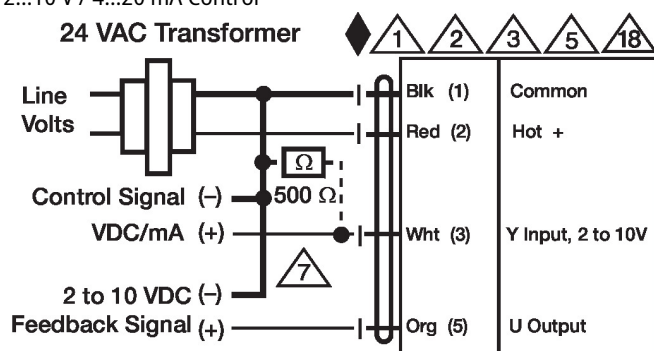 2...10 V / 4...20 mA Control
24 VAC Transformer
1 2 3 5 18
Line
Volts
Blk (1) Common
Red (2) Hot +
Ω
500 Ω
Control Signal (–)
VDC/mA (+)
Wht (3) Y Input, 2 to 10V
7
2 to 10 VDC (–)
Feedback Signal (+)
Org (5) U Output